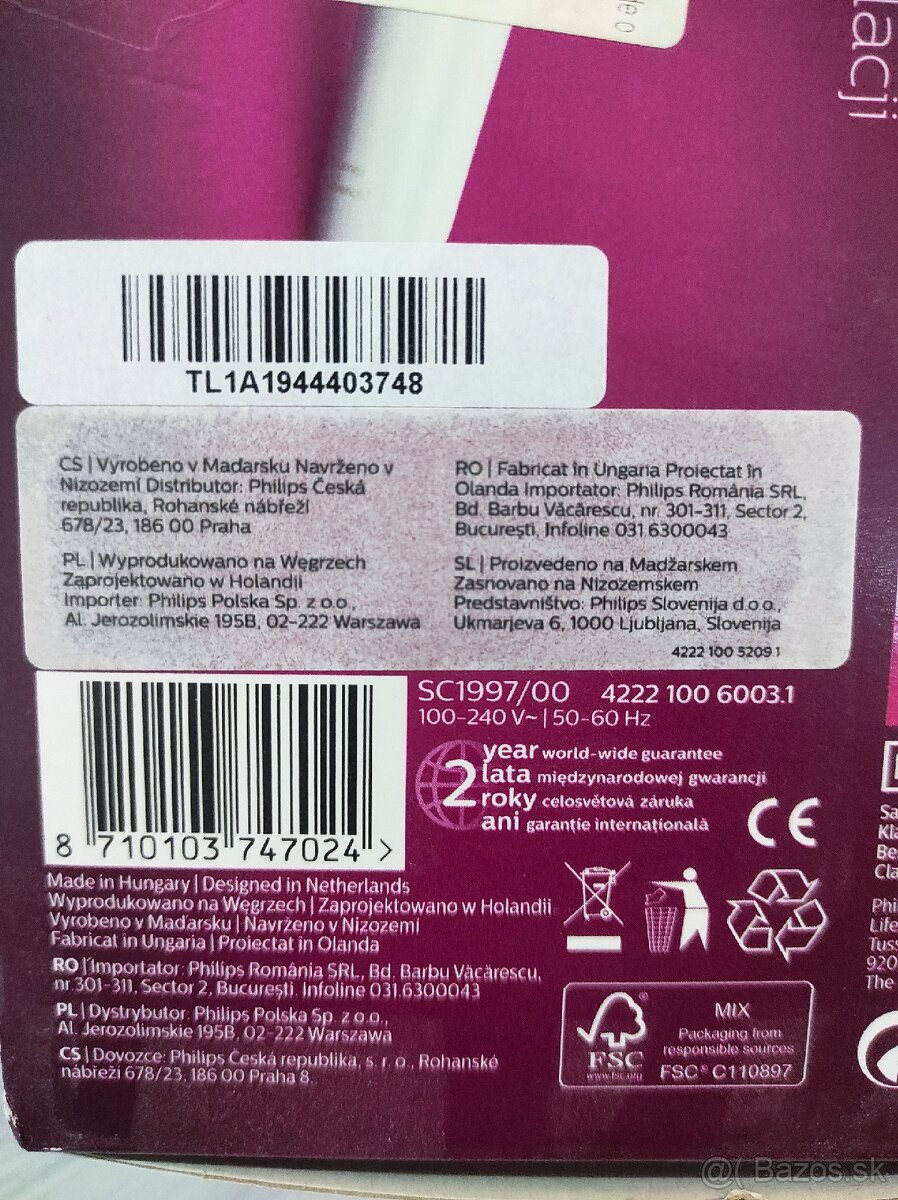 lacji
TL1A1944403748
CS | Vyrobeno v Maďarsku Navrženo v
Nizozemí Distributor: Philips Česká
republika, Rohanské nábřeží
678/23, 186 00 Praha
PL | Wyprodukowano na Węgrzech
Zaprojektowano w Holandii
Importer: Philips Polska Sp. z o.o.,
Al. Jerozolimskie 195B, 02-222 Warszawa
RO | Fabricat în Ungaria Proiectat în
Olanda Importator: Philips România SRL,
Bd. Barbu Văcărescu, nr. 301-311, Sector 2,
București, Infoline 031 6300043
SL | Proizvedeno na Madžarskem
Zasnovano na Nizozemskem
Predstavništvo: Philips Slovenija d.o.o.,
Ukmarjeva 6, 1000 Ljubljana, Slovenija
4222 100 5209.1
8 710103 747024 >
SC1997/00 4222 100 6003.1
100-240 V~ | 50-60 Hz
2
year world-wide guarantee
lata międzynarodowej gwarancji
roky celosvětová záruka
ani garanție internațională
CE
Made in Hungary | Designed in Netherlands
Wyprodukowano na Węgrzech | Zaprojektowano w Holandii
Vyrobeno v Maďarsku | Navrženo v Nizozemí
Fabricat în Ungaria | Proiectat în Olanda
RO | Importator: Philips România SRL, Bd. Barbu Văcărescu,
nr.301-311, Sector 2, București. Infoline 031.6300043
PL | Dystrybutor: Philips Polska Sp. z o.o.,
Al. Jerozolimskie 195B, 02-222 Warszawa
CS | Dovozce: Philips Česká republika, s. r. o., Rohanské
nábřeží 678/23, 186 00 Praha 8.
FSC
www.fsc.org
MIX
Packaging from
responsible sources
FSC® C110897
Sa
Kla
Be
Cla
Phi
Life
Tuss
920
The
@ Bazos.sk